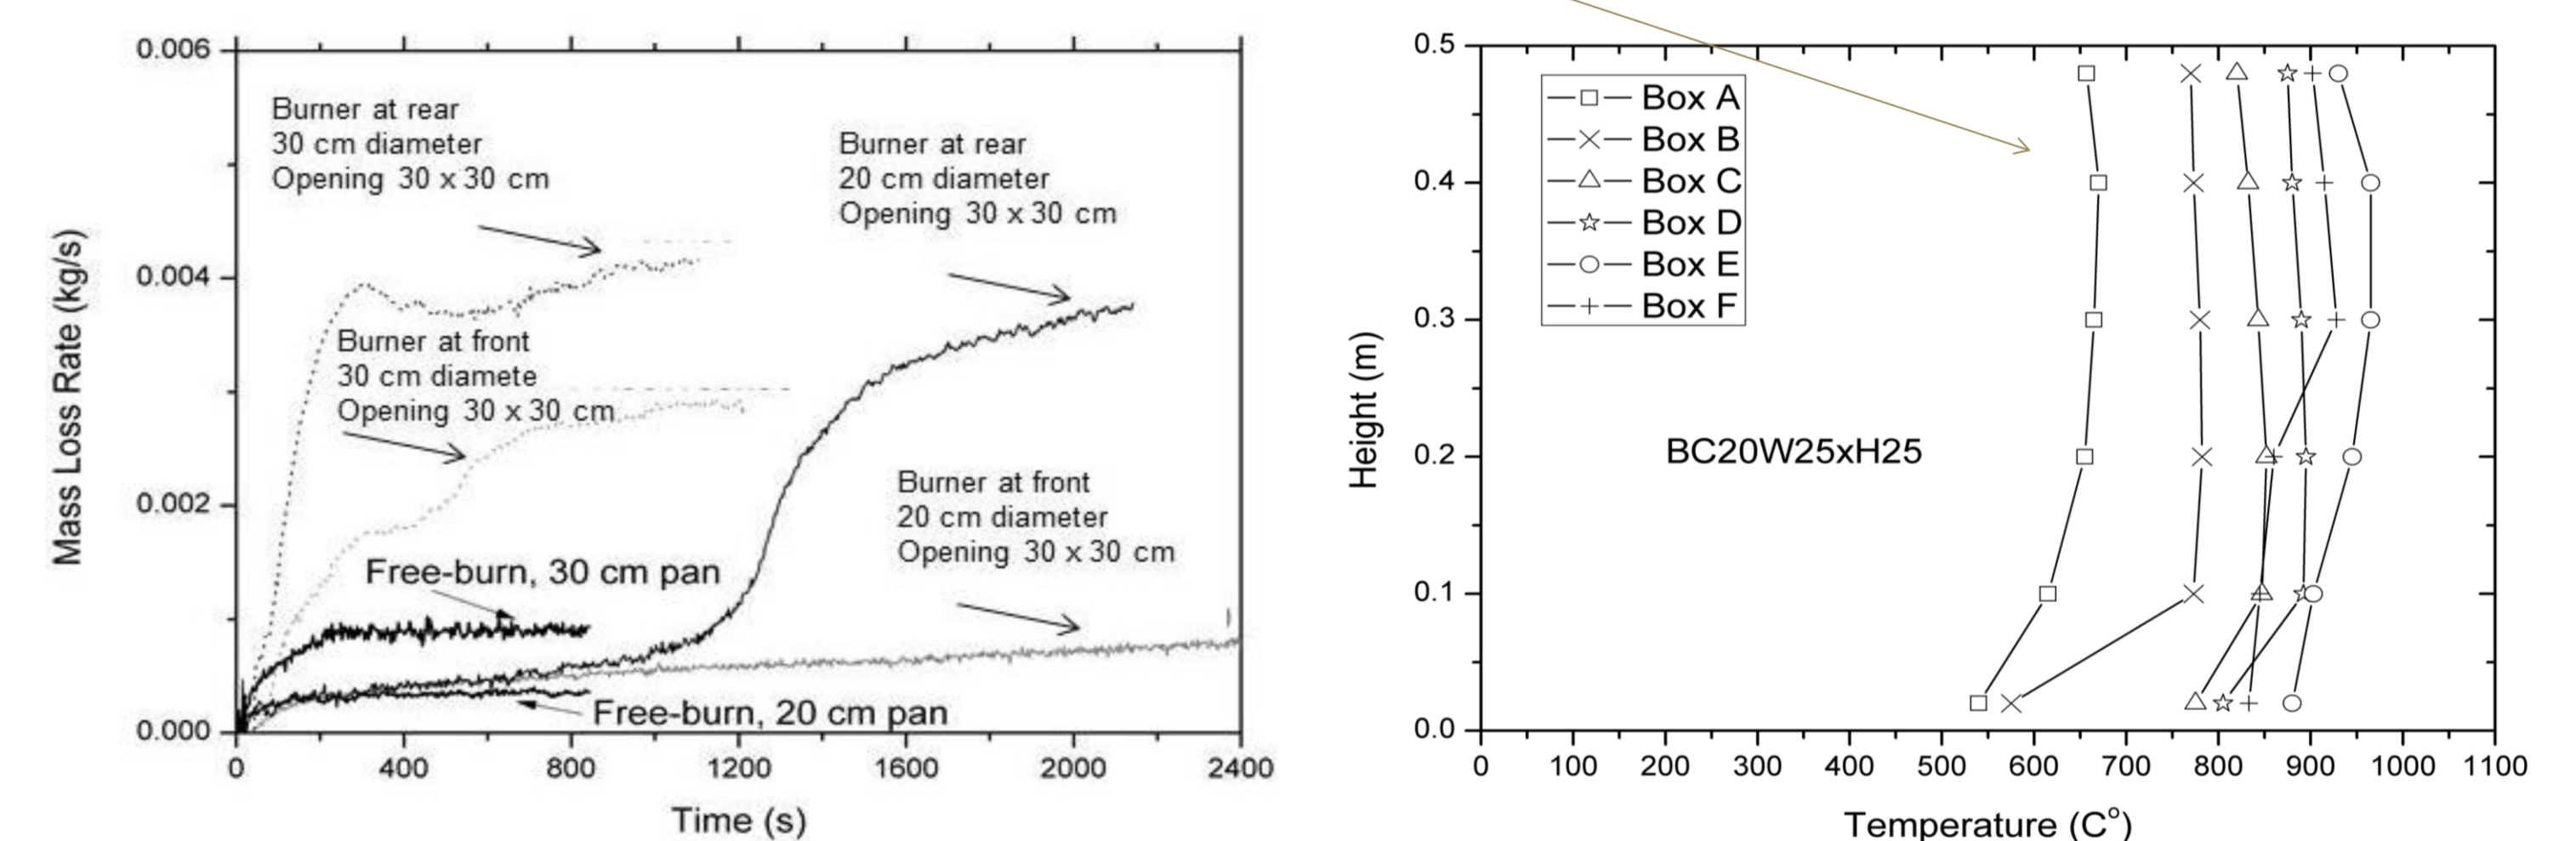 0.006
0.004
0.002
0.000
Mass Loss Rate (kg/s)
Burner at rear
30 cm diameter
Opening 30 x 30 cm
Burner at rear
20 cm diameter
Opening 30 x 30 cm
Burner at front
30 cm diamete
Opening 30 x 30 cm
Burner at front
20 cm diameter
Opening 30 x 30 cm
Free-burn, 30 cm pan
Free-burn, 20 cm pan
0 400 800 1200 1600 2000 2400
Time (s)
0.5
0.4
0.3
0.2
0.1
0.0
Height (m)
Box A
Box B
Box C
Box D
Box E
Box F
BC20W25xH25
0 100 200 300 400 500 600 700 800 900 1000 1100
Temperature (C°)